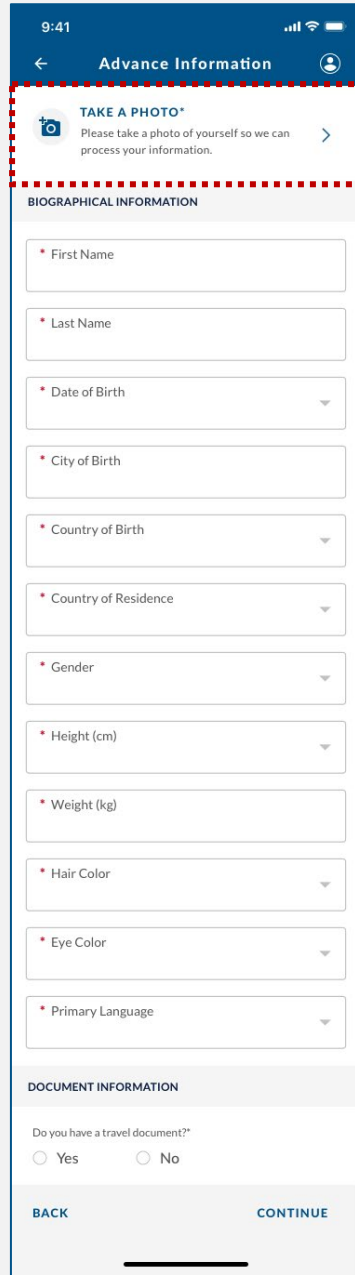 9:41
Advance Information
TAKE A PHOTO*
Please take a photo of yourself so we can
process your information.
BIOGRAPHICAL INFORMATION
* First Name
* Last Name
* Date of Birth
* City of Birth
* Country of Birth
* Country of Residence
* Gender
* Height (cm)
* Weight (kg)
* Hair Color
* Eye Color
* Primary Language
DOCUMENT INFORMATION
Do you have a travel document?*
Yes No
BACK CONTINUE